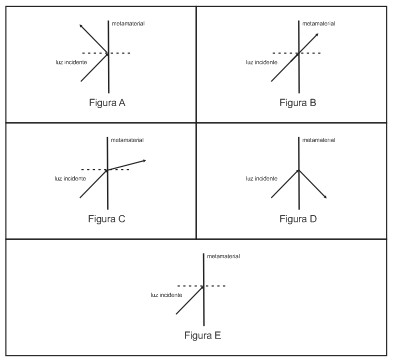 metamaterial
luz incidente
Figura A
metamaterial
luz incidente
Figura B
metamaterial
luz incidente
Figura C
metamaterial
luz incidente
Figura D
metamaterial
luz incidente
Figura E